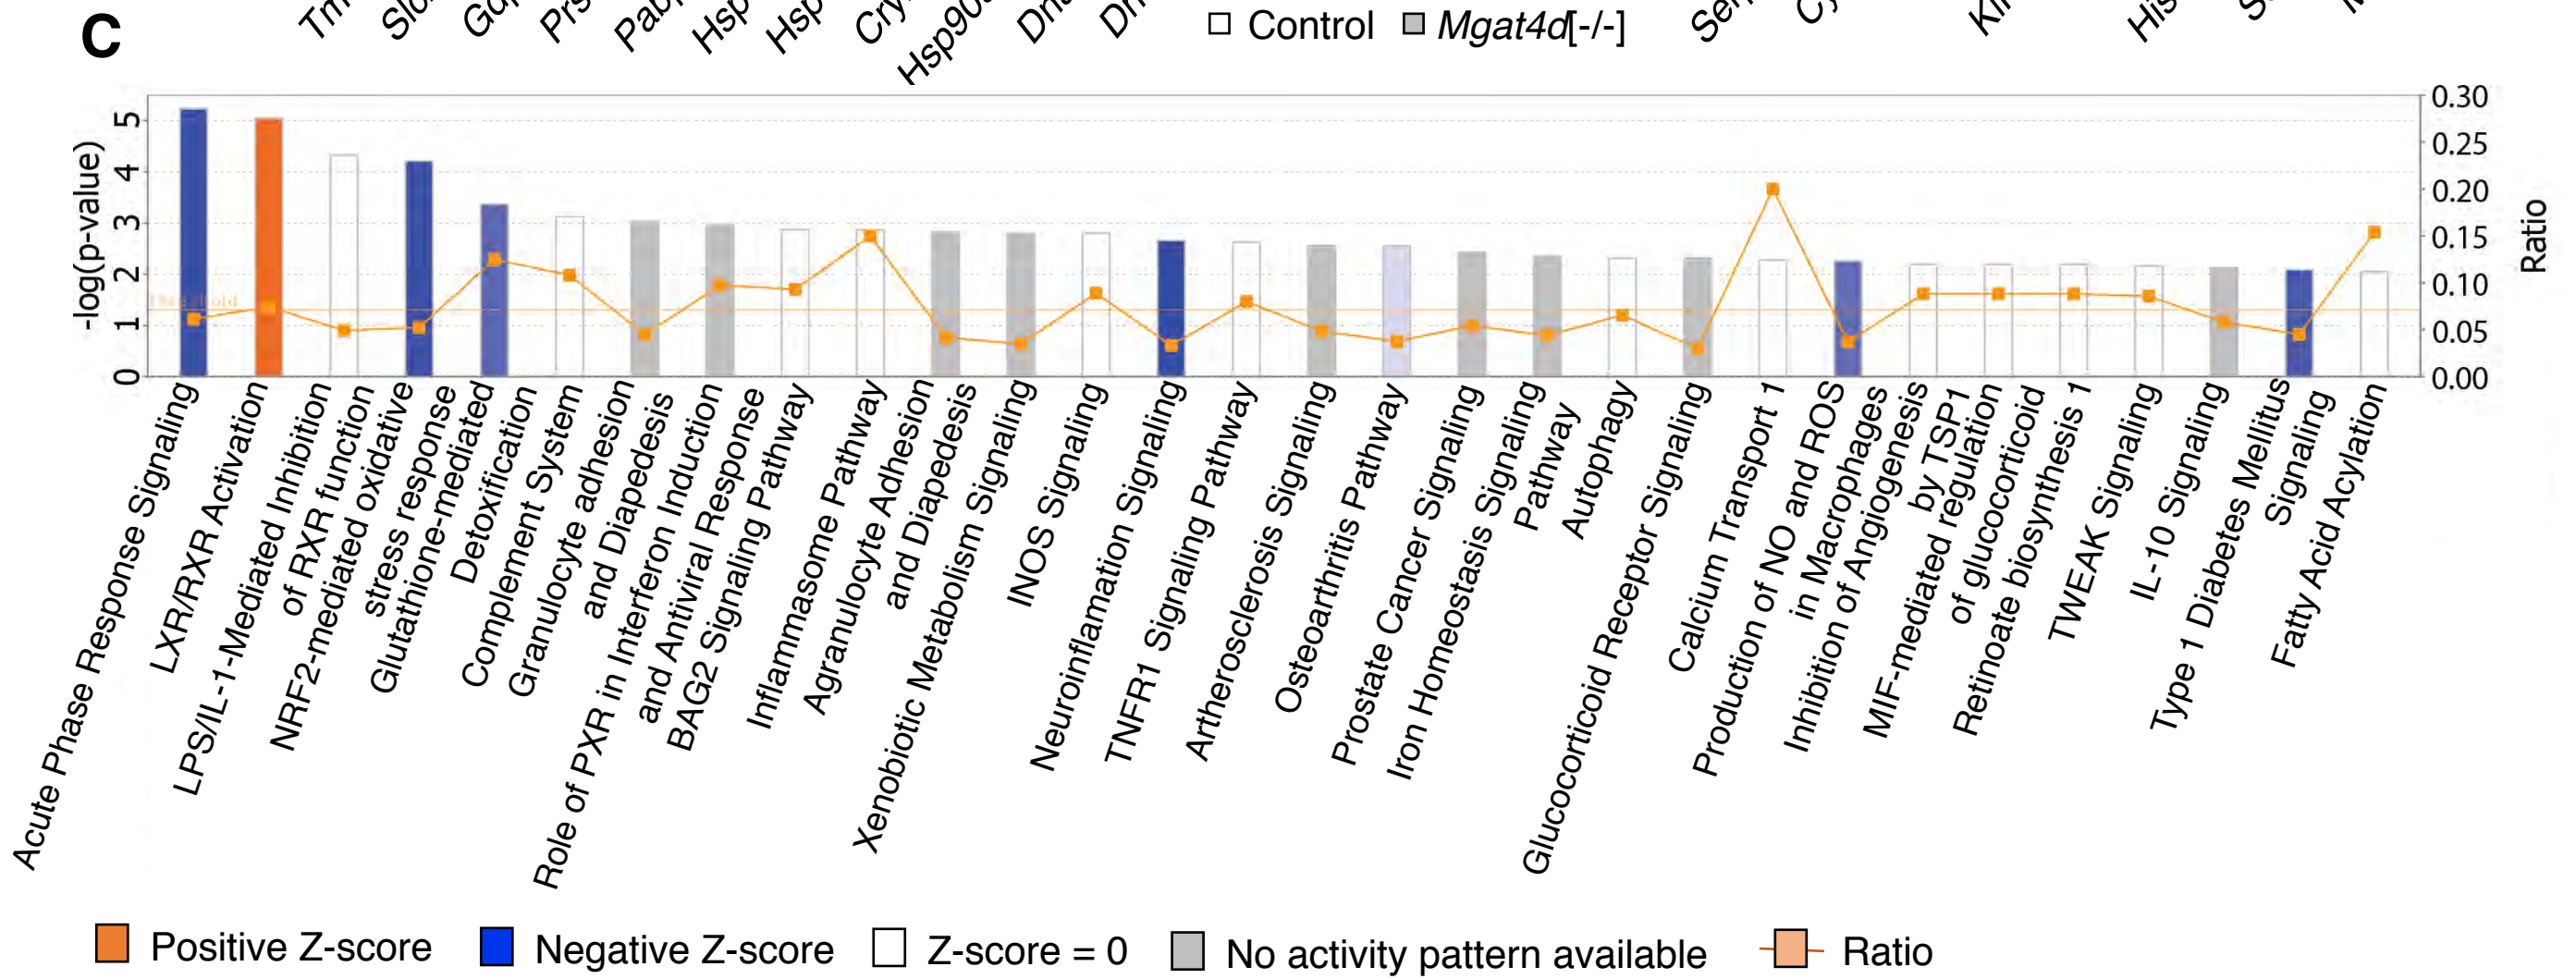 C
Control
Mgat4d[-/-]
-log(p-value)
5
4
3
2
1
0
Threshold
0.30
0.25
0.20
0.15
0.10
0.05
0.00
Ratio
Acute Phase Response Signaling
LXR/RXR Activation
LPS/IL-1-Mediated Inhibition
of RXR function
NRF2-mediated oxidative
stress response
Glutathione-mediated
Detoxification
Complement System
Granulocyte adhesion
and Diapedesis
Role of PXR in Interferon Induction
and Antiviral Response
BAG2 Signaling Pathway
Inflammasome Pathway
Agranulocyte Adhesion
and Diapedesis
Xenobiotic Metabolism Signaling
INOS Signaling
Neuroinflamation Signaling
TNFR1 Signaling Pathway
Artherosclerosis Signaling
Osteoarthritis Pathway
Prostate Cancer Signaling
Iron Homeostasis Signaling
Pathway
Autophagy
Glucocorticoid Receptor Signaling
Calcium Transport 1
Production of NO and ROS
in Macrophages
Inhibition of Angiogenesis
by TSP1
MIF-mediated regulation
of glucocorticoid
Retinoate biosynthesis 1
TWEAK Signaling
IL-10 Signaling
Type 1 Diabetes Mellitus
Signaling
Fatty Acid Acylation
Positive Z-score
Negative Z-score
Z-score = 0
No activity pattern available
Ratio